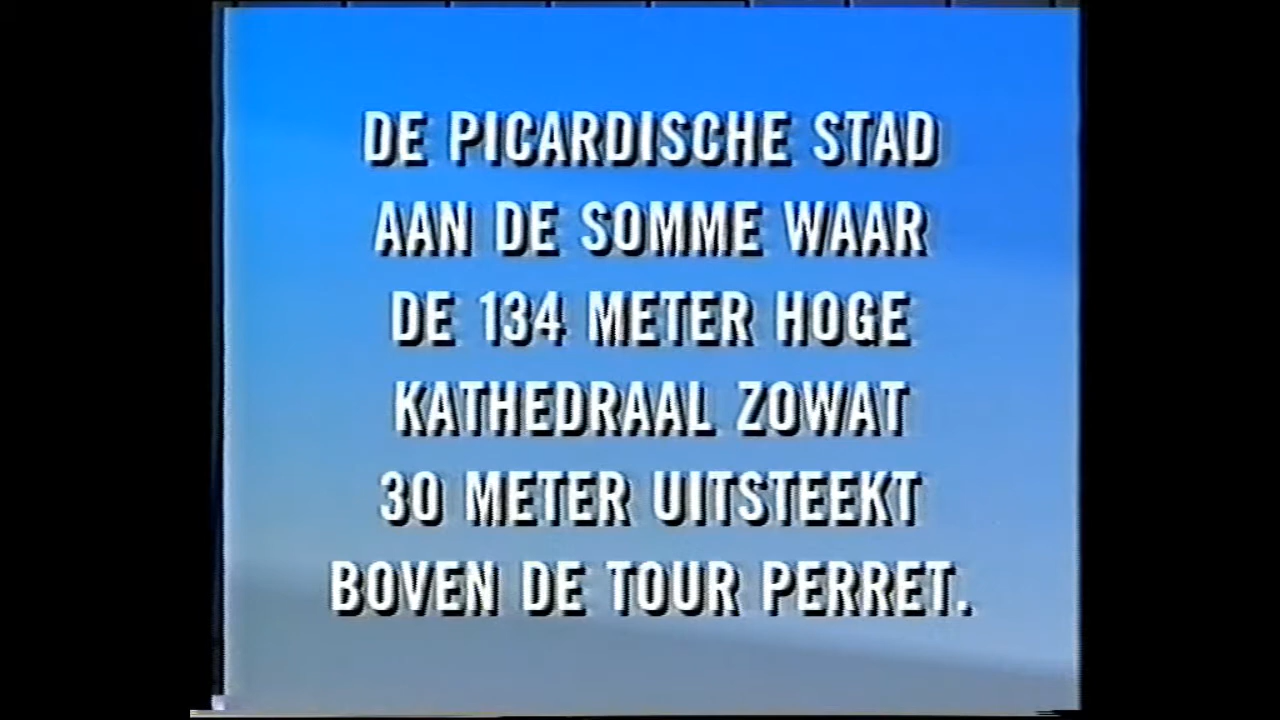 DE PICARDISCHE STAD
AAN DE SOMME WAAR
DE 134 METER HOGE
KATHEDRAAL ZOWAT
30 METER UITSTEEKT
BOVEN DE TOUR PERRET.